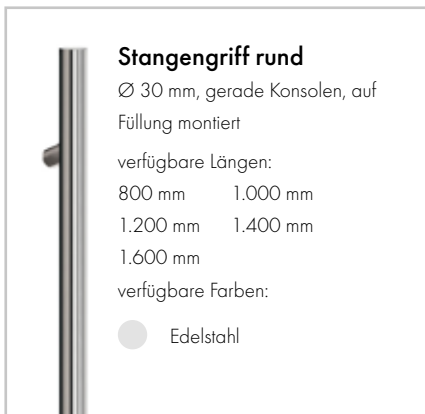 Stangengriff rund
Ø 30 mm, gerade Konsolen, auf
Füllung montiert
verfügbare Längen:
800 mm 1.000 mm
1.200 mm 1.400 mm
1.600 mm
verfügbare Farben:
Edelstahl